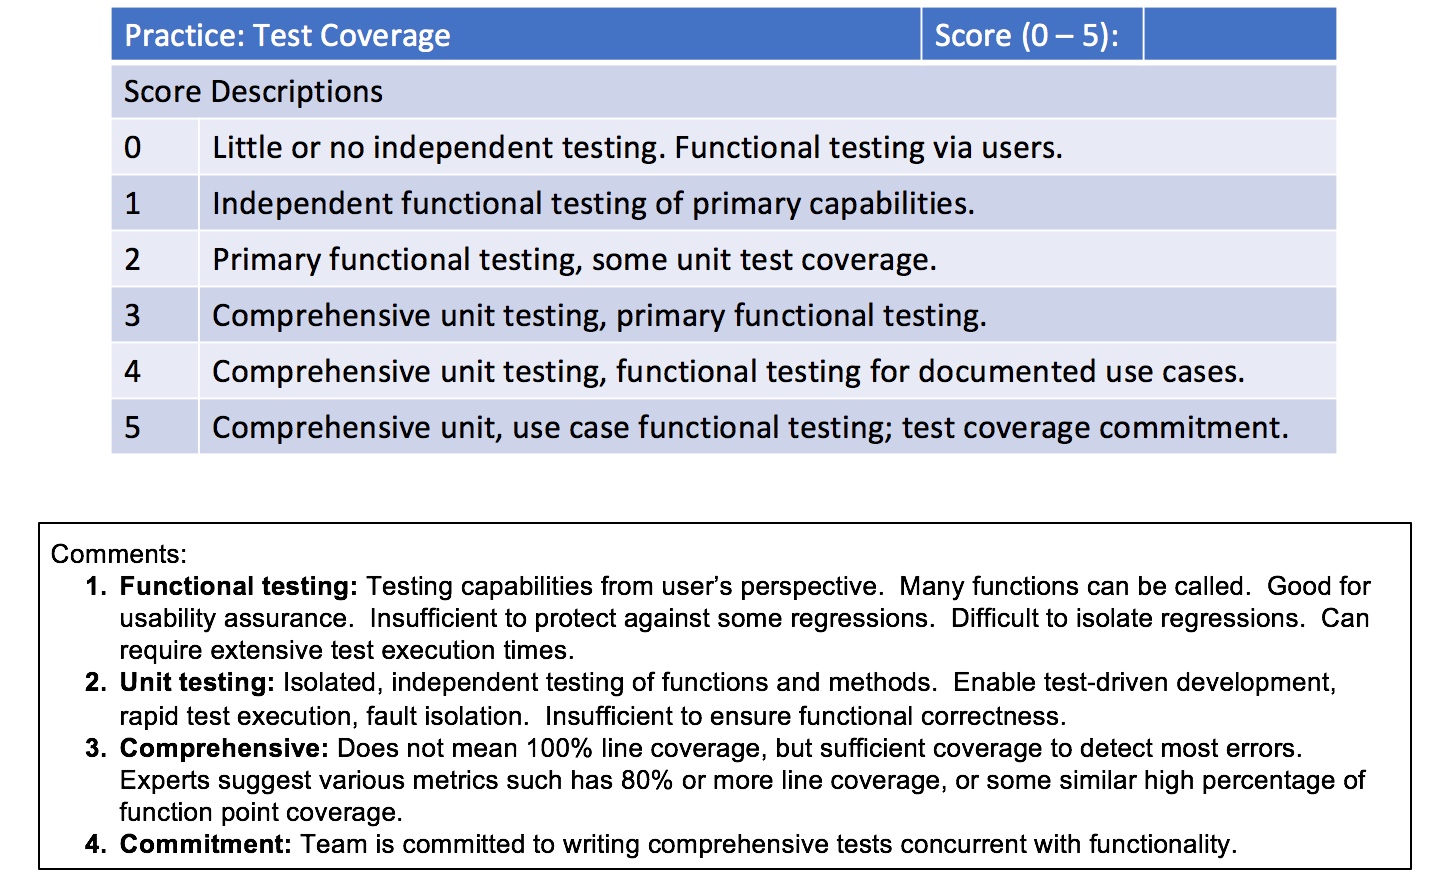 Practice: Test Coverage Score (0 – 5):
Score Descriptions
0 Little or no independent testing. Functional testing via users.
1 Independent functional testing of primary capabilities.
2 Primary functional testing, some unit test coverage.
3 Comprehensive unit testing, primary functional testing.
4 Comprehensive unit testing, functional testing for documented use cases.
5 Comprehensive unit, use case functional testing; test coverage commitment.
Comments:
1. Functional testing: Testing capabilities from user's perspective. Many functions can be called. Good for
usability assurance. Insufficient to protect against some regressions. Difficult to isolate regressions. Can
require extensive test execution times.
2. Unit testing: Isolated, independent testing of functions and methods. Enable test-driven development,
rapid test execution, fault isolation. Insufficient to ensure functional correctness.
3. Comprehensive: Does not mean 100% line coverage, but sufficient coverage to detect most errors.
Experts suggest various metrics such has 80% or more line coverage, or some similar high percentage of
function point coverage.
4. Commitment: Team is committed to writing comprehensive tests concurrent with functionality.